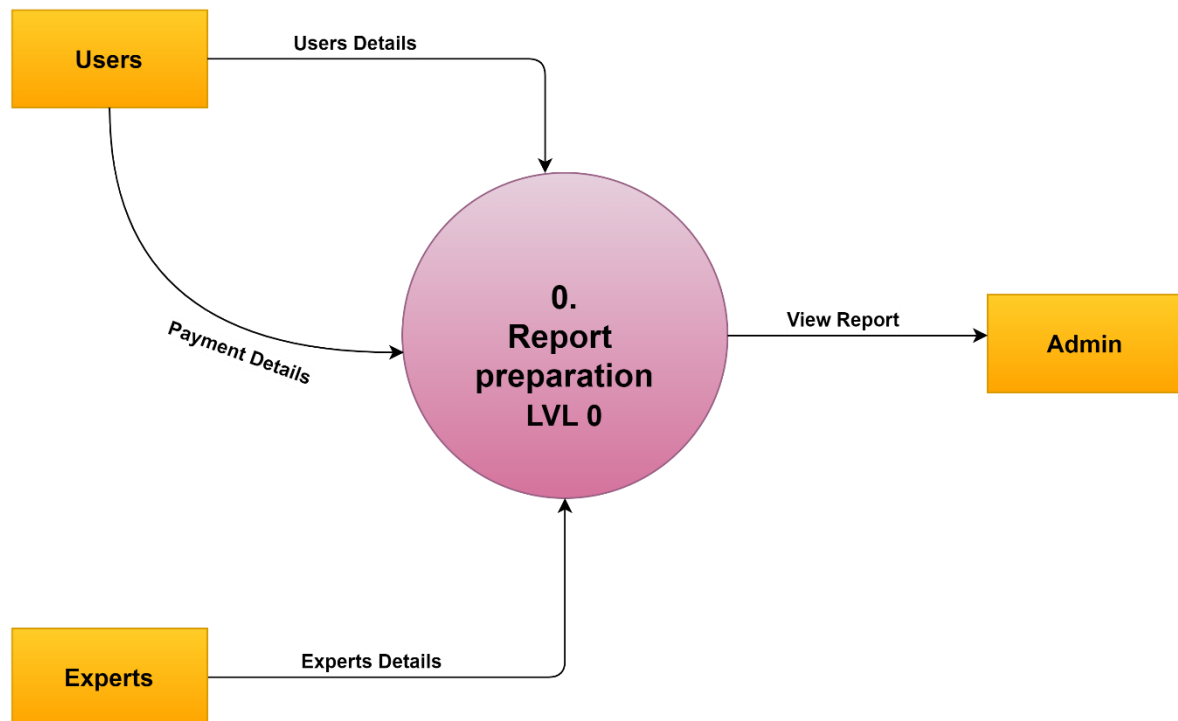 Users
Users Details
Payment Details
0.
Report
preparation
LVL 0
View Report
Admin
Experts
Experts Details